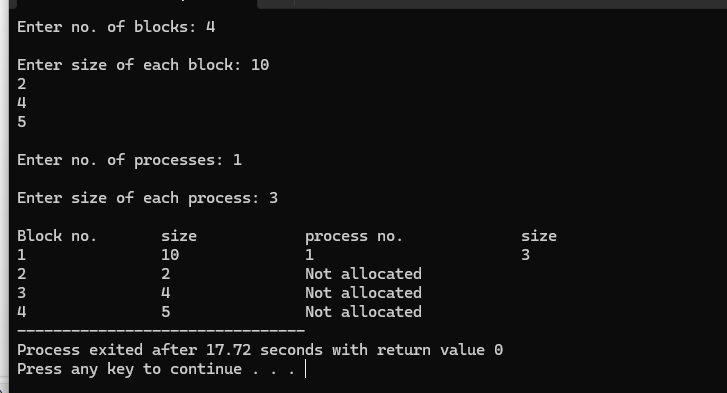 Enter no. of blocks: 4
Enter size of each block: 10
2
4
5
Enter no. of processes: 1
Enter size of each process: 3
Block no. size process no. size
1 10 1 3
2 2 Not allocated
3 4 Not allocated
4 5 Not allocated
--------------------------------
Process exited after 17.72 seconds with return value 0
Press any key to continue . . .